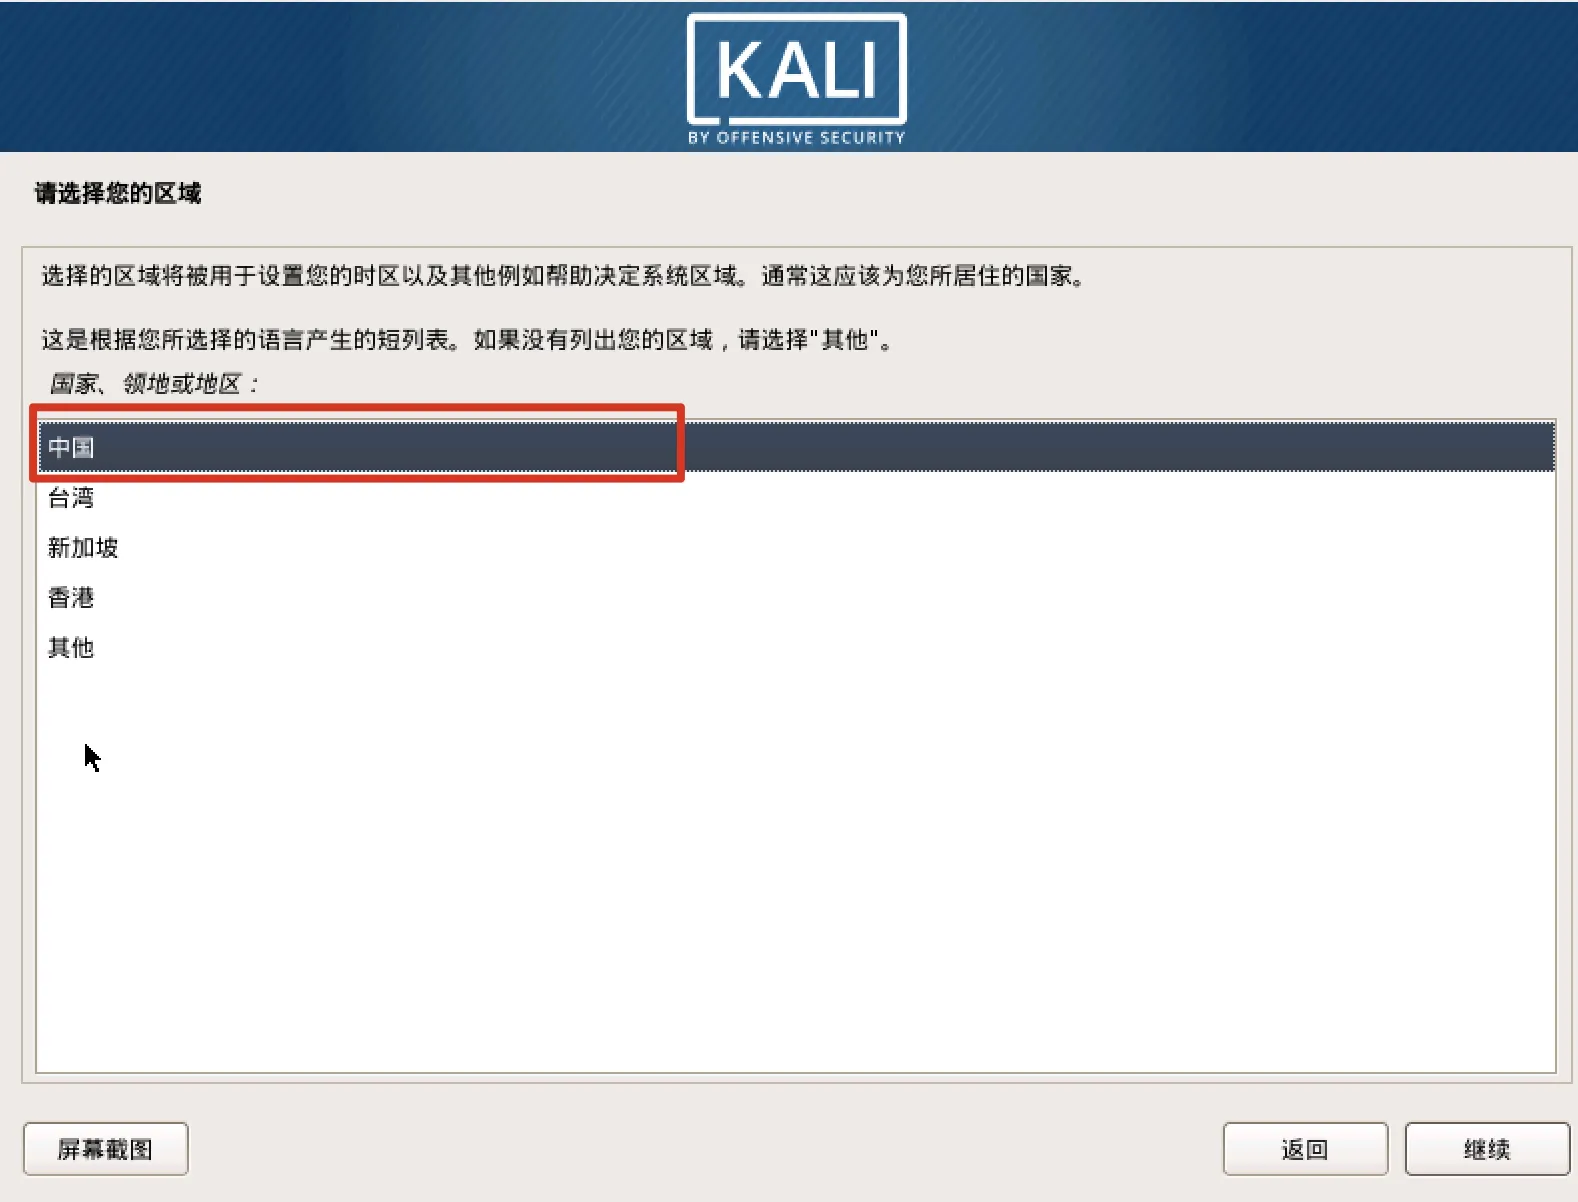 KALI
BY OFFENSIVE SECURITY
请选择您的区域
选择的区域将被用于设置您的时区以及其他例如帮助决定系统区域。通常这应该为您所居住的国家。
这是根据您所选择的语言产生的短列表。如果没有列出您的区域，请选择"其他"。
国家、领地或地区：
中国
台湾
新加坡
香港
其他
屏幕截图
返回
继续